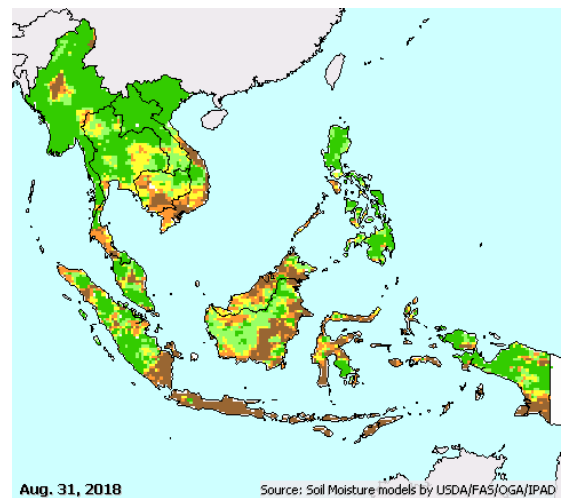 Aug. 31, 2018
Source: Soil Moisture models by USDA/FAS/OGA/IPAD